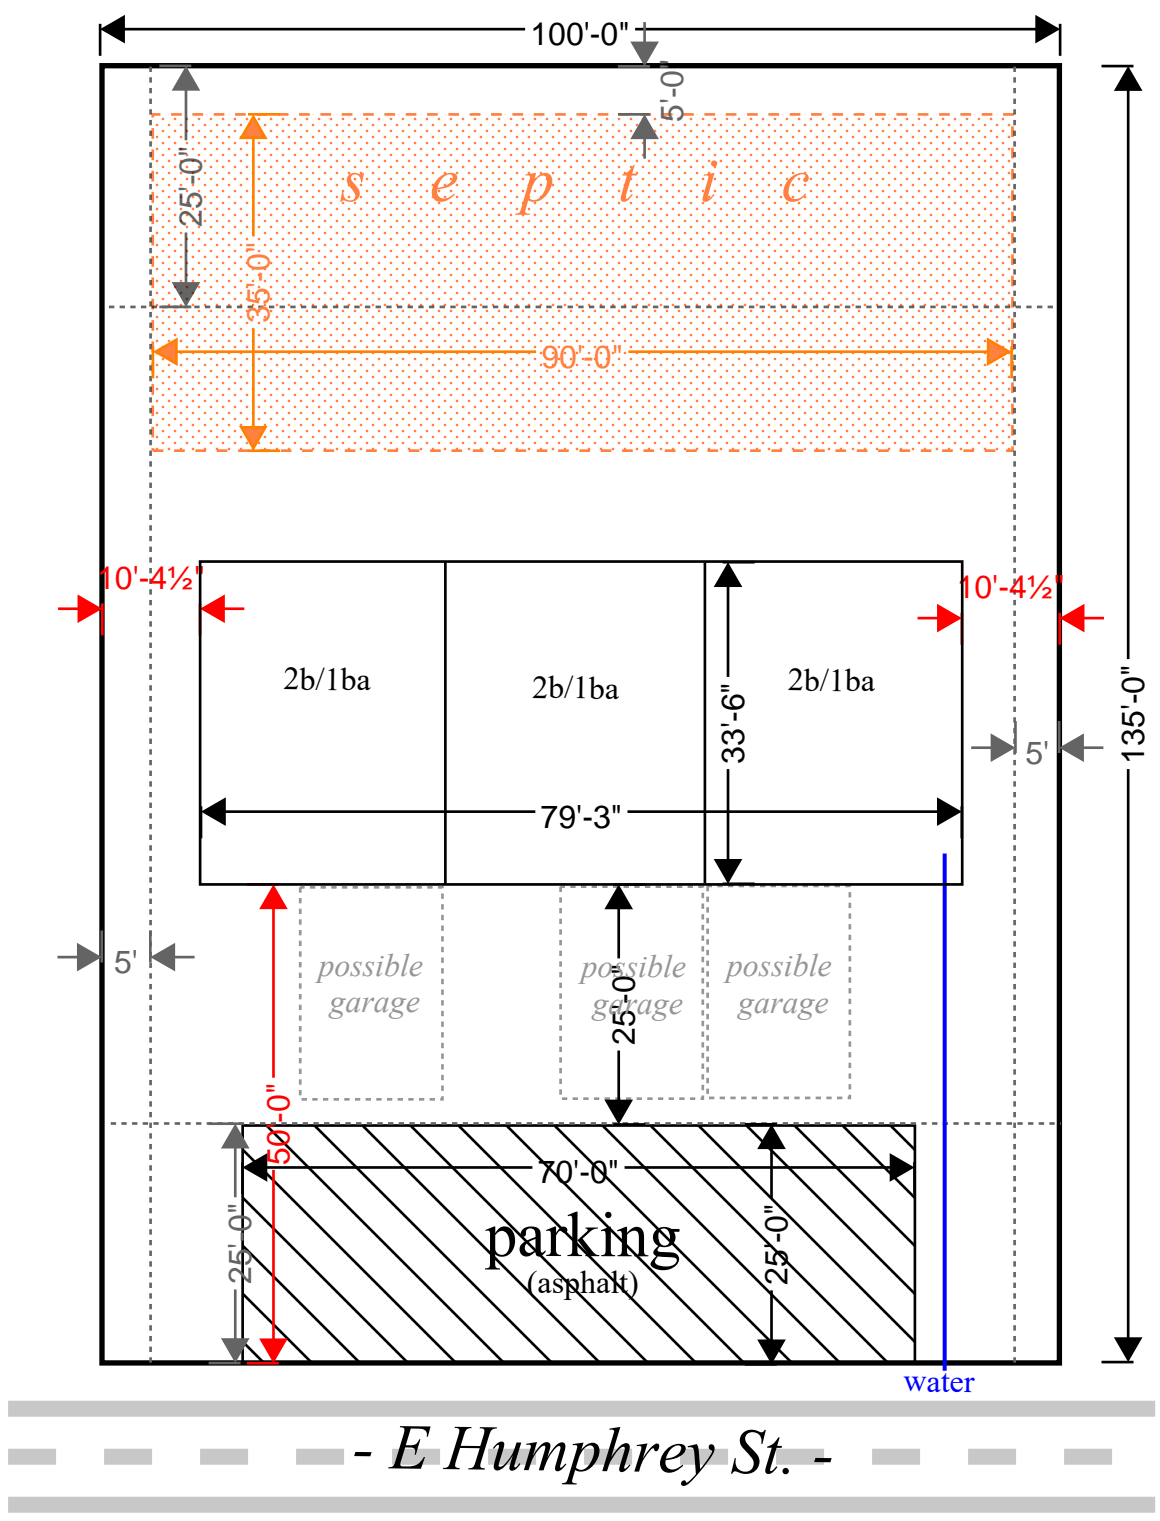 100'-0"
5'-0"
25'-0"
septic
35'-0"
90'-0"
10'-4½"
10'-4½"
2b/1ba
2b/1ba
2b/1ba
33'-6"
135'-0"
5'
79'-3"
5'
possible
garage
possible
garage
possible
garage
25'-0"
50'-0"
70'-0"
25'-0"
parking
(asphalt)
25'-0"
water
- E Humphrey St. -